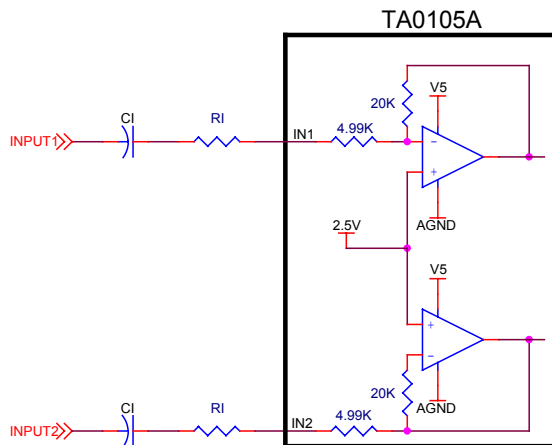 TA0105A
V5
20K
CI
RI
4.99K
INPUT1
IN1
AGND
2.5V
V5
20K
AGND
CI
RI
4.99K
INPUT2
IN2